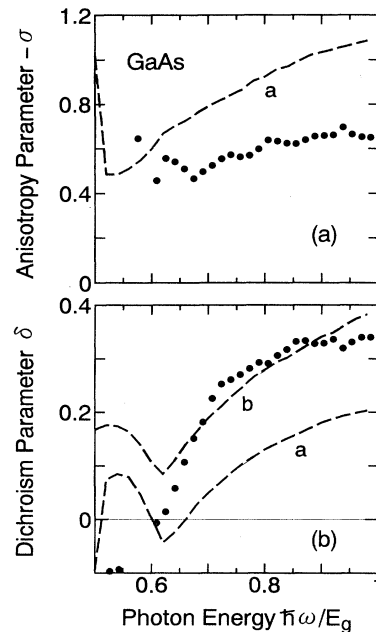 1.2
GaAs
a
0.8
0.4
(a)
0
Anisotropy Parameter – σ
0.4
b
0.2
a
0
(b)
Dichroism Parameter δ
0.6
0.8
Photon Energy ℏω/E_g